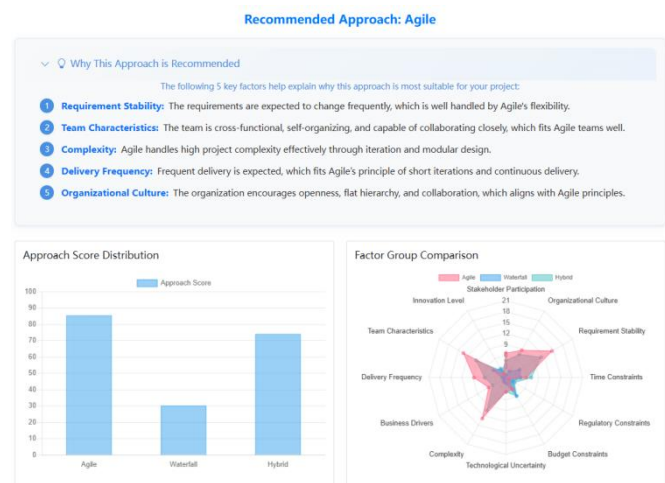 Recommended Approach: Agile
Why This Approach is Recommended
The following 5 key factors help explain why this approach is most suitable for your project:
1 Requirement Stability: The requirements are expected to change frequently, which is well handled by Agile's flexibility.
2 Team Characteristics: The team is cross-functional, self-organizing, and capable of collaborating closely, which fits Agile teams well.
3 Complexity: Agile handles high project complexity effectively through iteration and modular design.
4 Delivery Frequency: Frequent delivery is expected, which fits Agile's principle of short iterations and continuous delivery.
5 Organizational Culture: The organization encourages openness, flat hierarchy, and collaboration, which aligns with Agile principles.
Approach Score Distribution
Approach Score
100
90
80
70
60
50
40
30
20
10
0
Agile Waterfall Hybrid
Factor Group Comparison
Agile Waterfall Hybrid
Stakeholder Participation
Innovation Level 21 Organizational Culture
18
15
Team Characteristics 12 Requirement Stability
9
Delivery Frequency Time Constraints
Business Drivers Regulatory Constraints
Complexity Budget Constraints
Technological Uncertainty